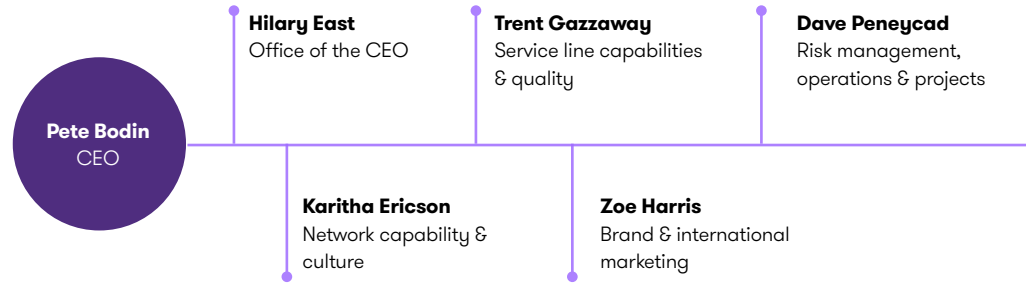 Pete Bodin
CEO
Hilary East
Office of the CEO
Trent Gazzaway
Service line capabilities
& quality
Dave Peneycad
Risk management,
operations & projects
Karitha Ericson
Network capability &
culture
Zoe Harris
Brand & international
marketing